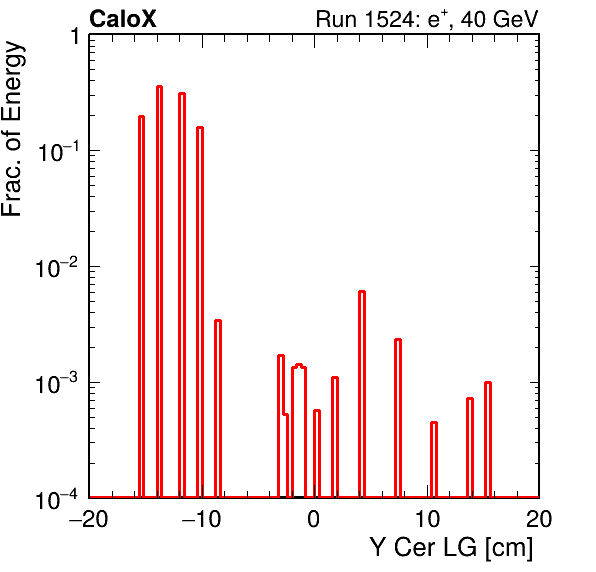 CaloX Run 1524: e⁺, 40 GeV
Frac. of Energy
1
10⁻¹
10⁻²
10⁻³
10⁻⁴
−20 −10 0 10 20
Y Cer LG [cm]